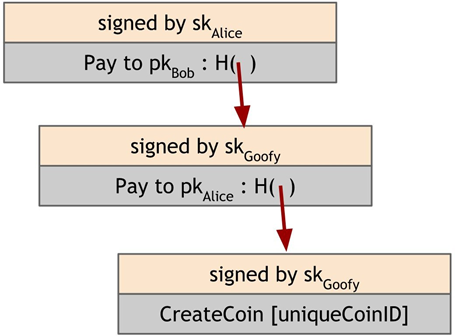 signed by skAlice
Pay to pkBob : H( )
signed by skGoofy
Pay to pkAlice : H( )
signed by skGoofy
CreateCoin [uniqueCoinID]